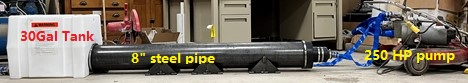 30Gal Tank
8" steel pipe
250 HP pump